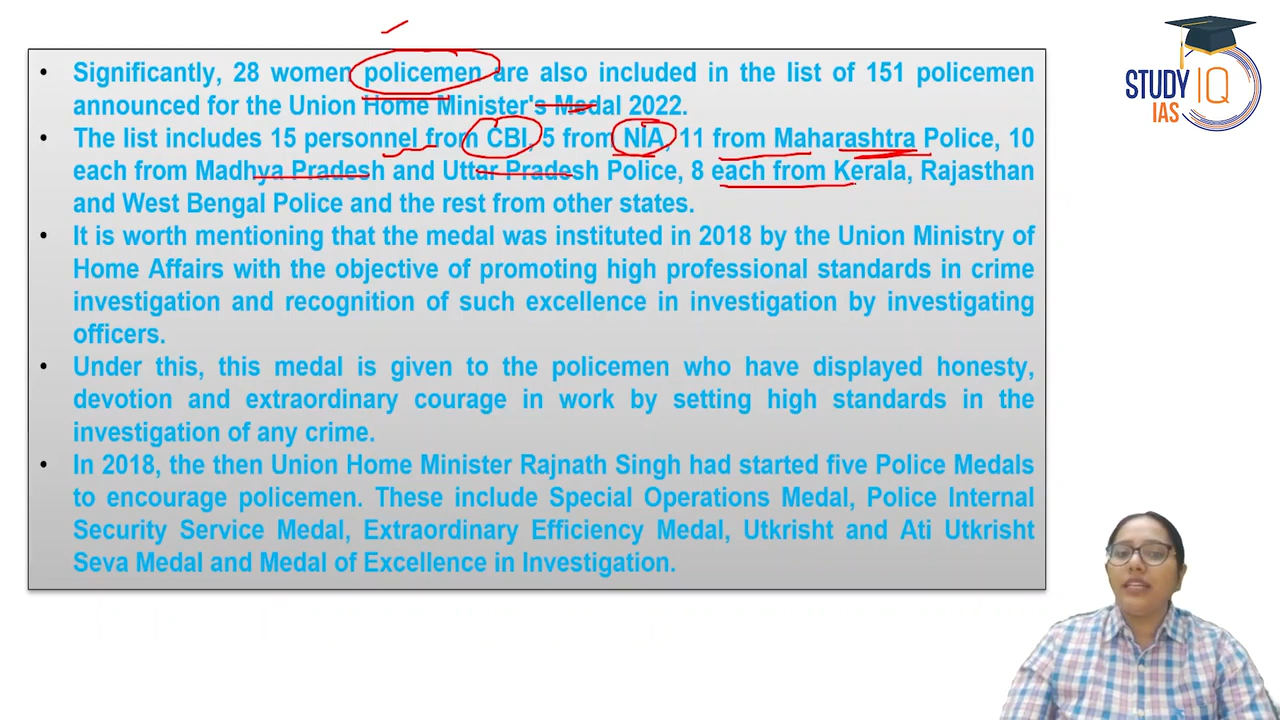 • Significantly, 28 women policemen are also included in the list of 151 policemen
announced for the Union Home Minister's Medal 2022.
• The list includes 15 personnel from CBI, 5 from NIA, 11 from Maharashtra Police, 10
each from Madhya Pradesh and Uttar Pradesh Police, 8 each from Kerala, Rajasthan
and West Bengal Police and the rest from other states.
• It is worth mentioning that the medal was instituted in 2018 by the Union Ministry of
Home Affairs with the objective of promoting high professional standards in crime
investigation and recognition of such excellence in investigation by investigating
officers.
• Under this, this medal is given to the policemen who have displayed honesty,
devotion and extraordinary courage in work by setting high standards in the
investigation of any crime.
• In 2018, the then Union Home Minister Rajnath Singh had started five Police Medals
to encourage policemen. These include Special Operations Medal, Police Internal
Security Service Medal, Extraordinary Efficiency Medal, Utkrisht and Ati Utkrisht
Seva Medal and Medal of Excellence in Investigation.
STUDY IQ
IAS